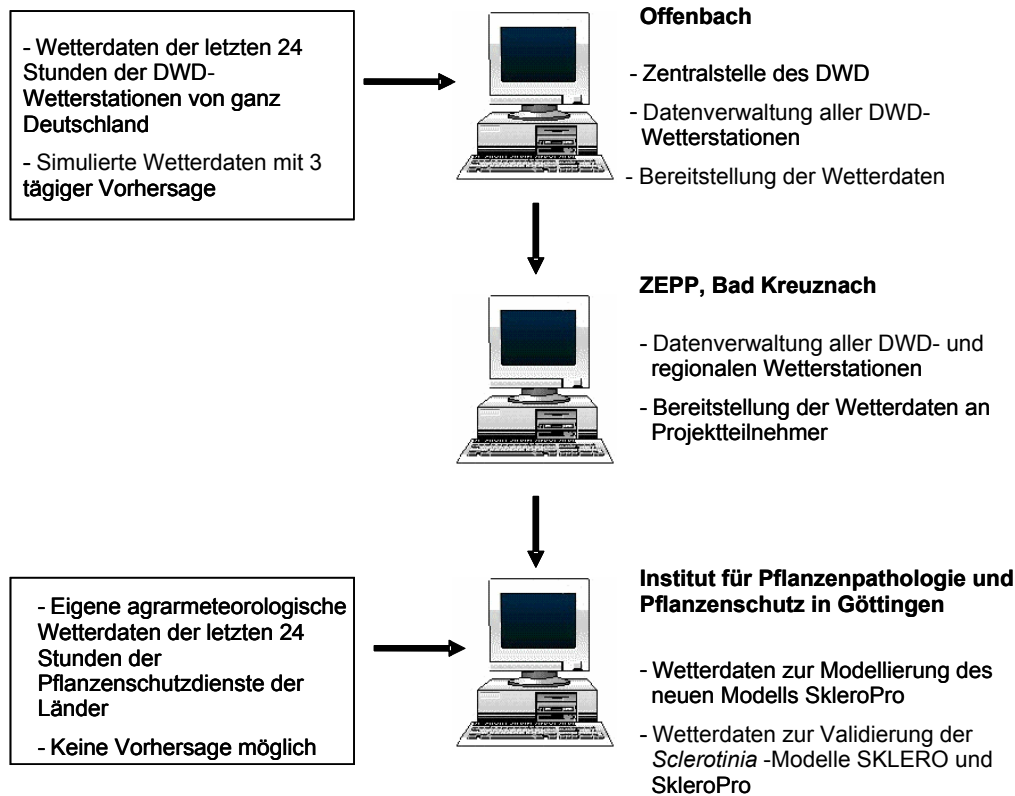 - Wetterdaten der letzten 24
Stunden der DWD-
Wetterstationen von ganz
Deutschland
- Simulierte Wetterdaten mit 3
tägiger Vorhersage
Offenbach
- Zentralstelle des DWD
- Datenverwaltung aller DWD-
Wetterstationen
- Bereitstellung der Wetterdaten
ZEPP, Bad Kreuznach
- Datenverwaltung aller DWD- und
regionalen Wetterstationen
- Bereitstellung der Wetterdaten an
Projektteilnehmer
- Eigene agrarmeteorologische
Wetterdaten der letzten 24
Stunden der
Pflanzenschutzdienste der
Länder
- Keine Vorhersage möglich
Institut für Pflanzenpathologie und
Pflanzenschutz in Göttingen
- Wetterdaten zur Modellierung des
neuen Modells SkleroPro
- Wetterdaten zur Validierung der
Sclerotinia -Modelle SKLERO und
SkleroPro